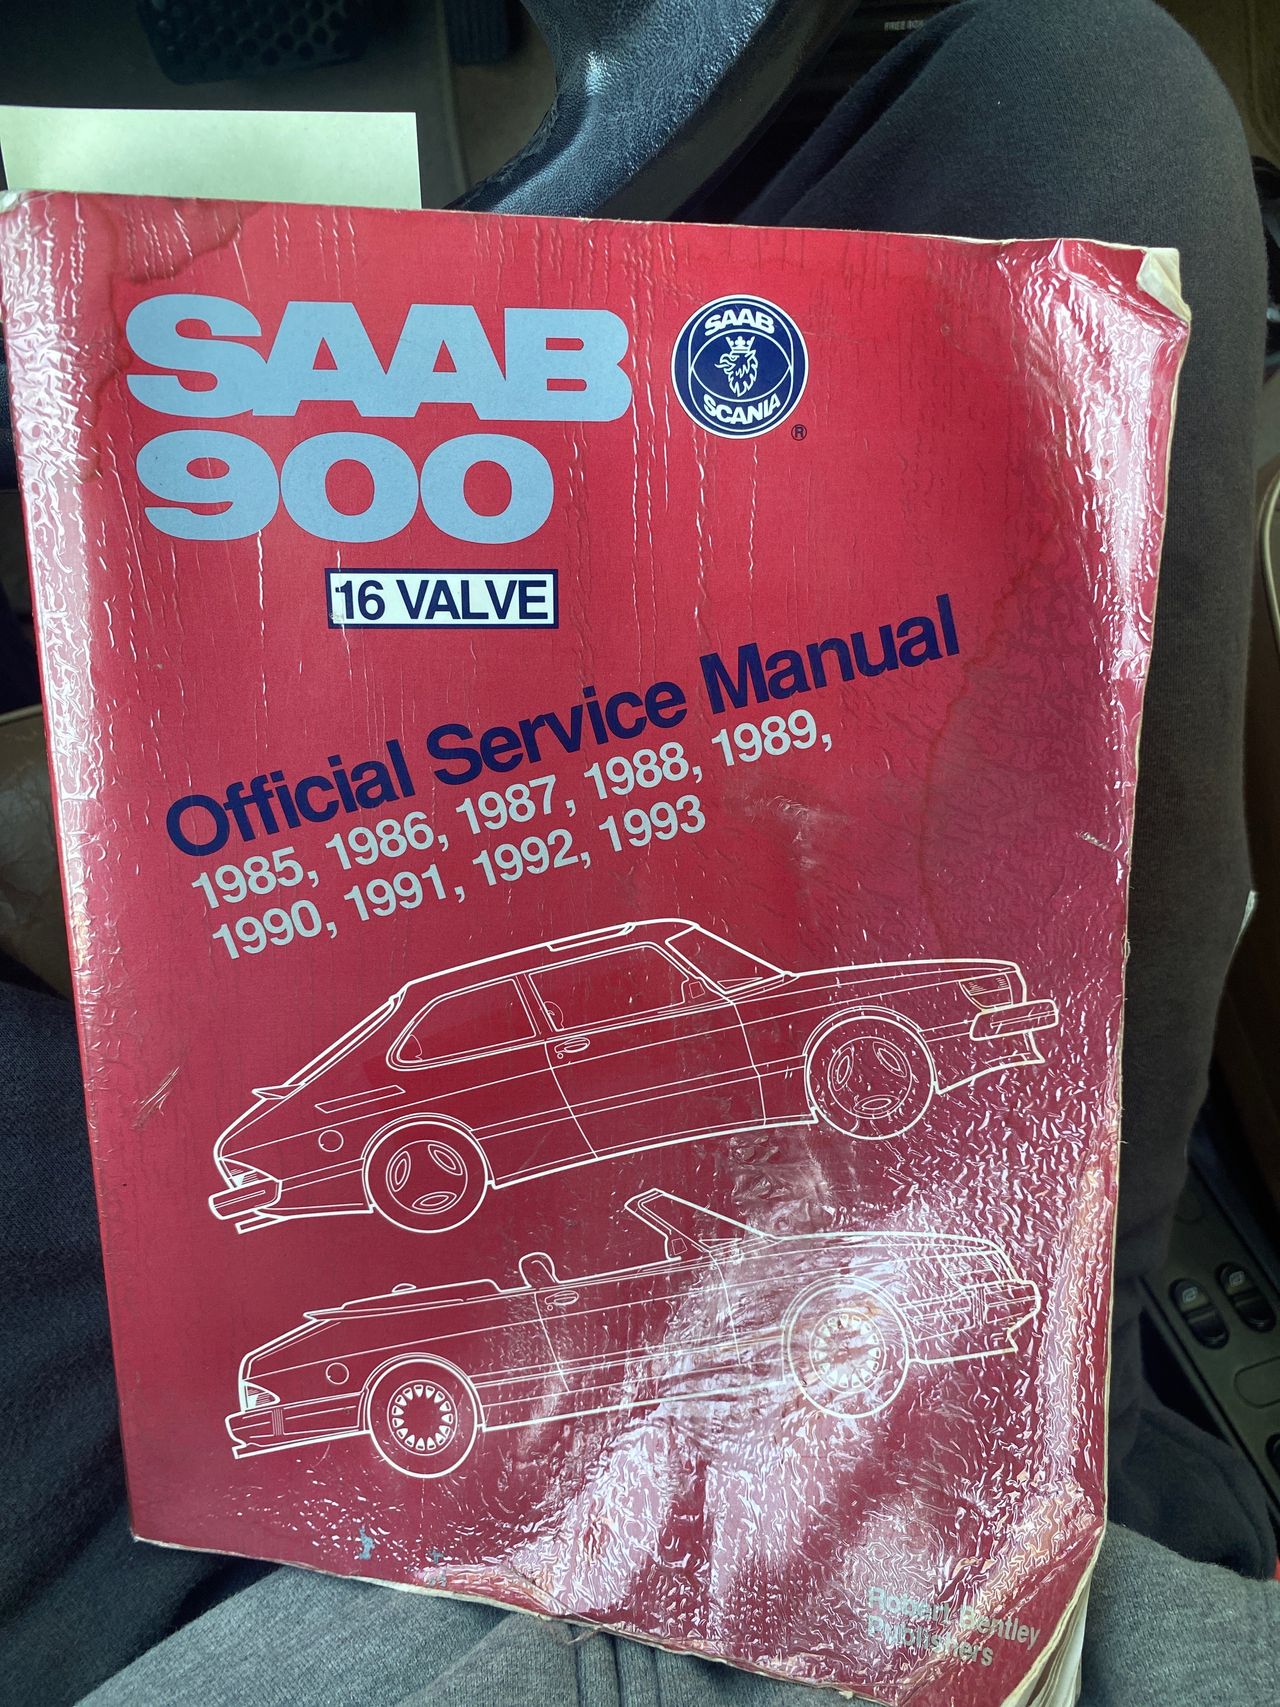 SAAB
900
SAAB
SCANIA
®
16 VALVE
Official Service Manual
1985, 1986, 1987, 1988, 1989,
1990, 1991, 1992, 1993
Robert Bentley
Publishers